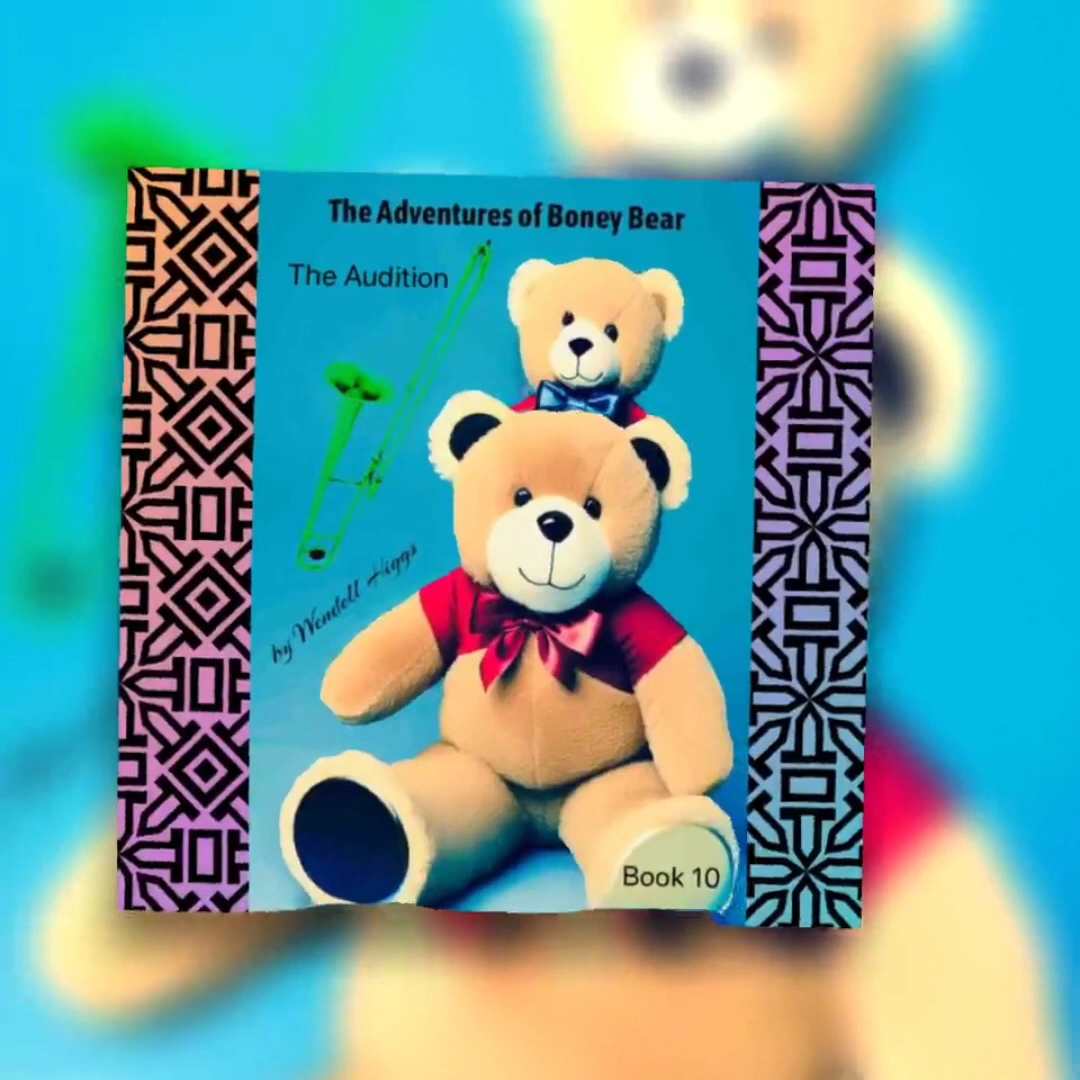 The Adventures of Boney Bear
The Audition
by Wendell Higgs
Book 10